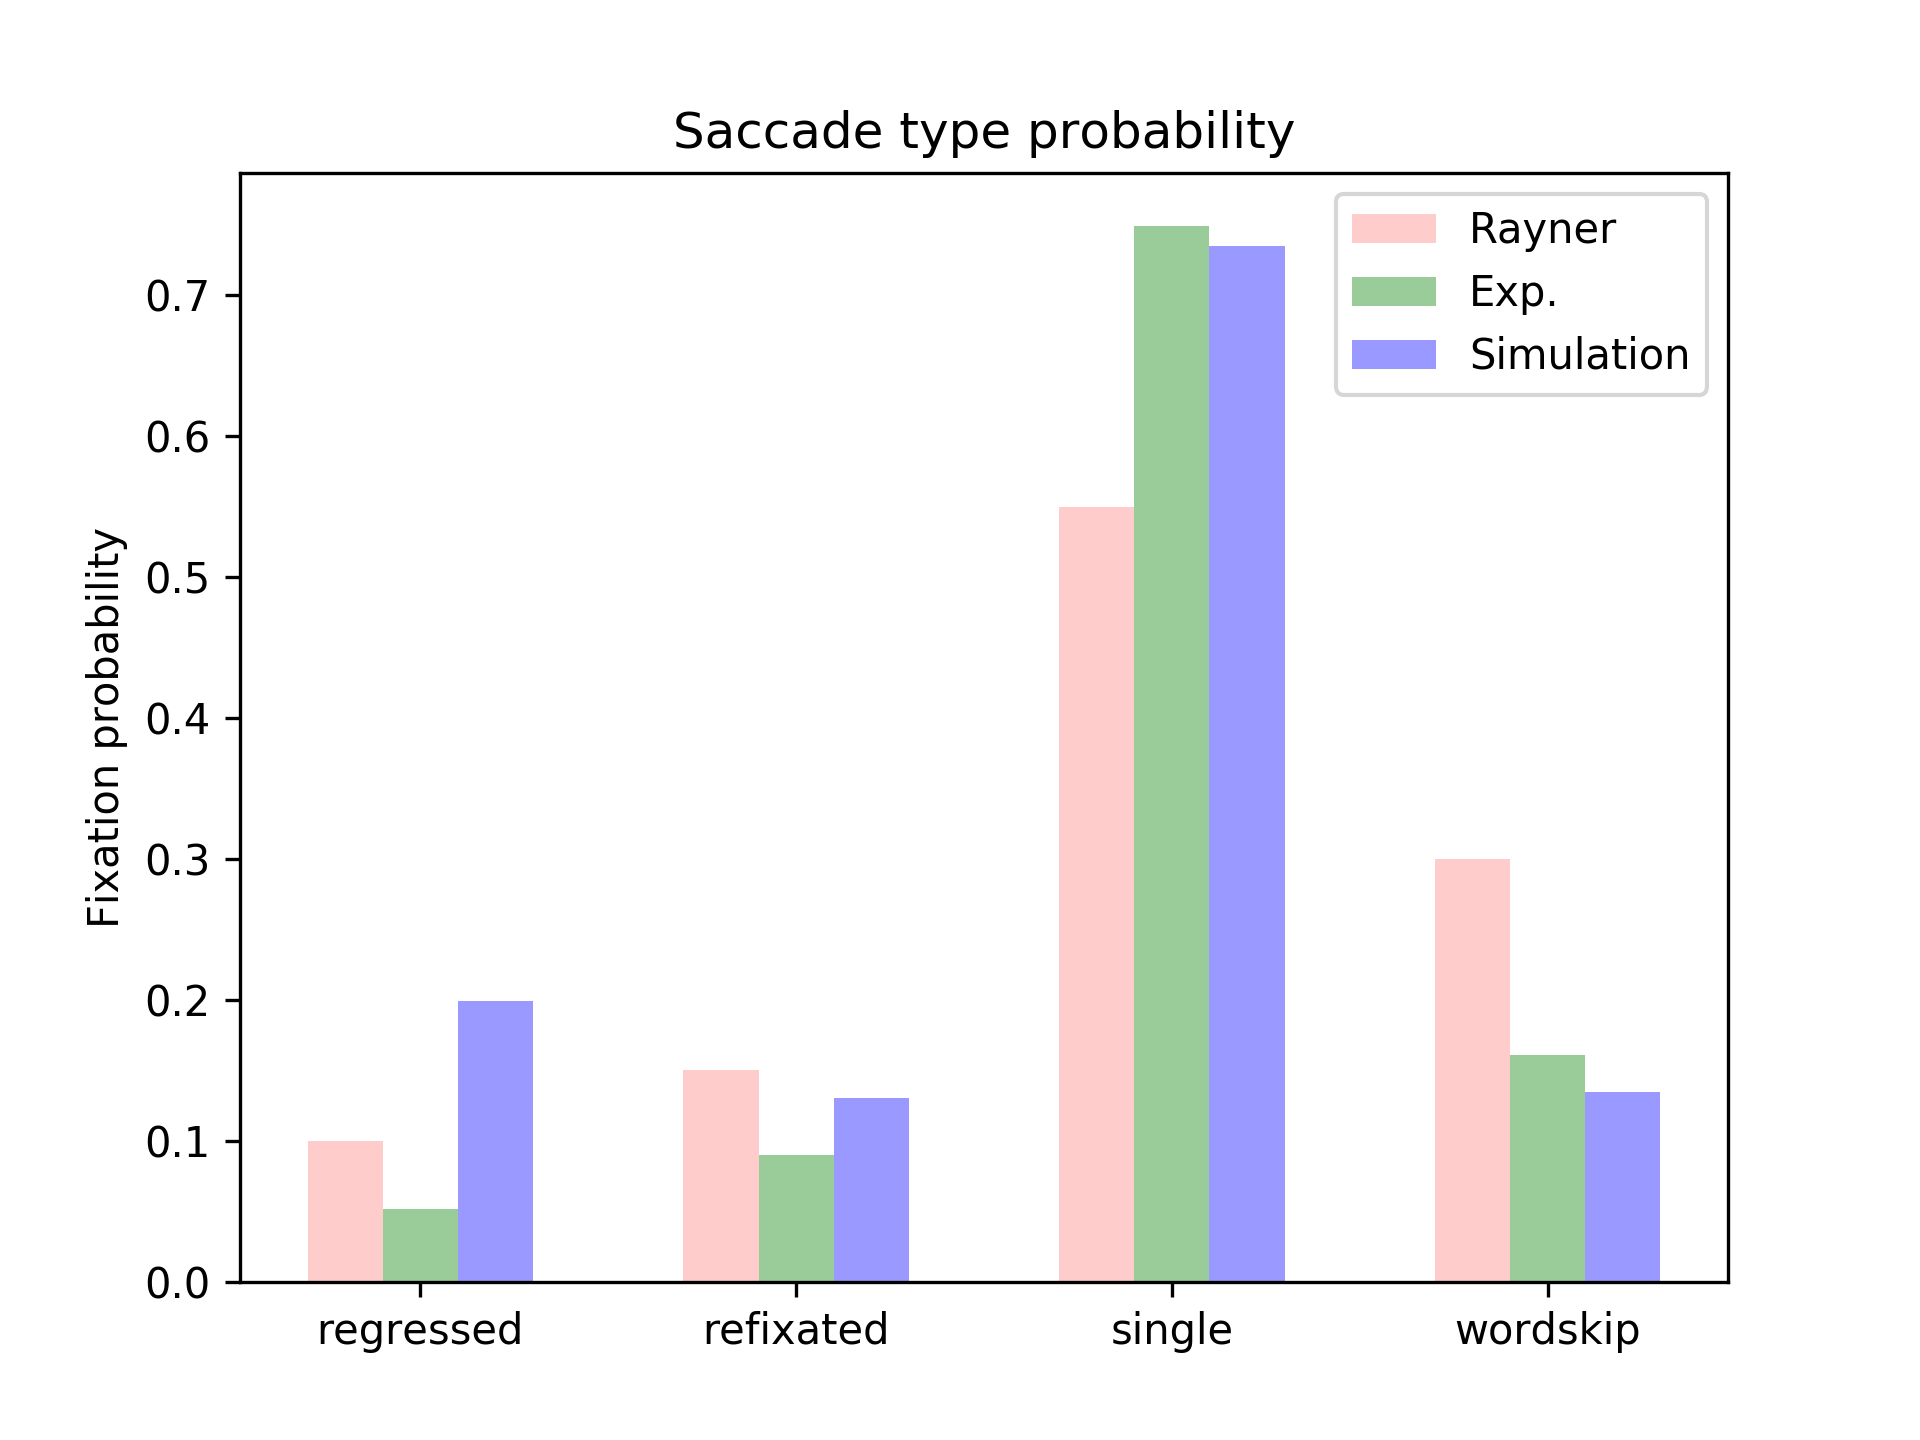 Saccade type probability
Rayner
Exp.
Simulation
Fixation probability
0.7
0.6
0.5
0.4
0.3
0.2
0.1
0.0
regressed refixated single wordskip